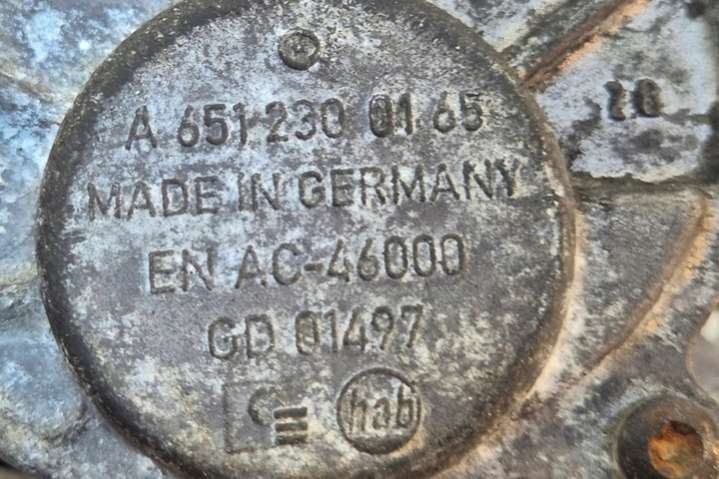 A 651 230 01 65
MADE IN GERMANY
EN AC-46000
GD 01497
hab